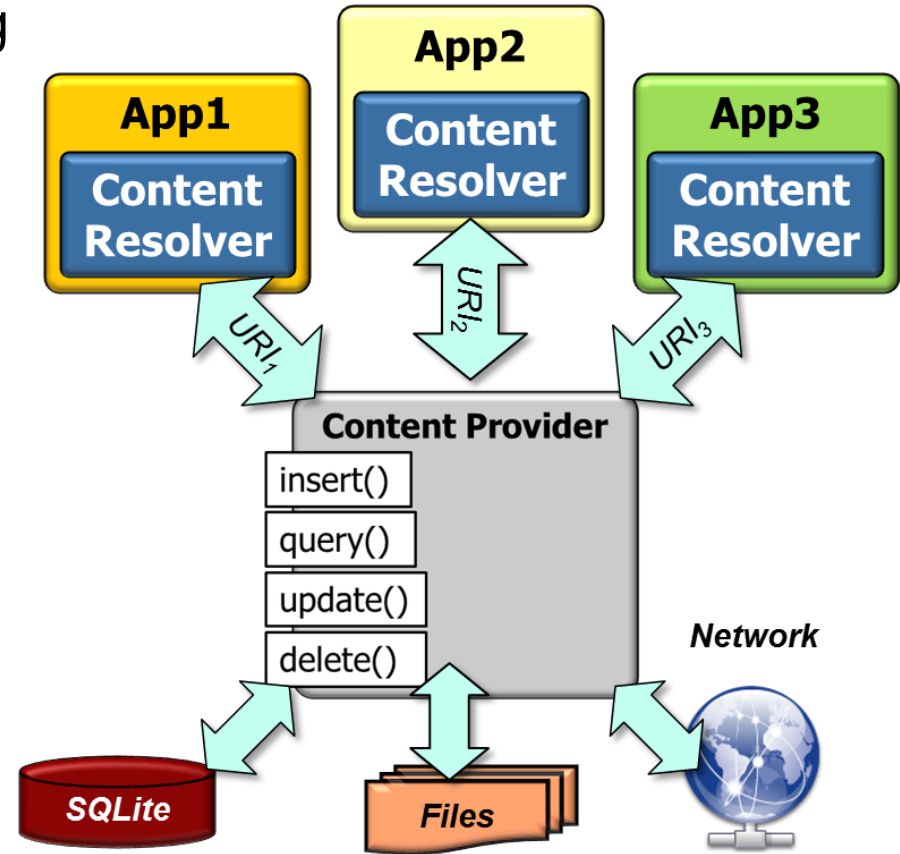 g
App1
Content
Resolver
App2
Content
Resolver
App3
Content
Resolver
URI₁
URI₂
URI₃
Content Provider
insert()
query()
update()
delete()
Network
SQLite
Files